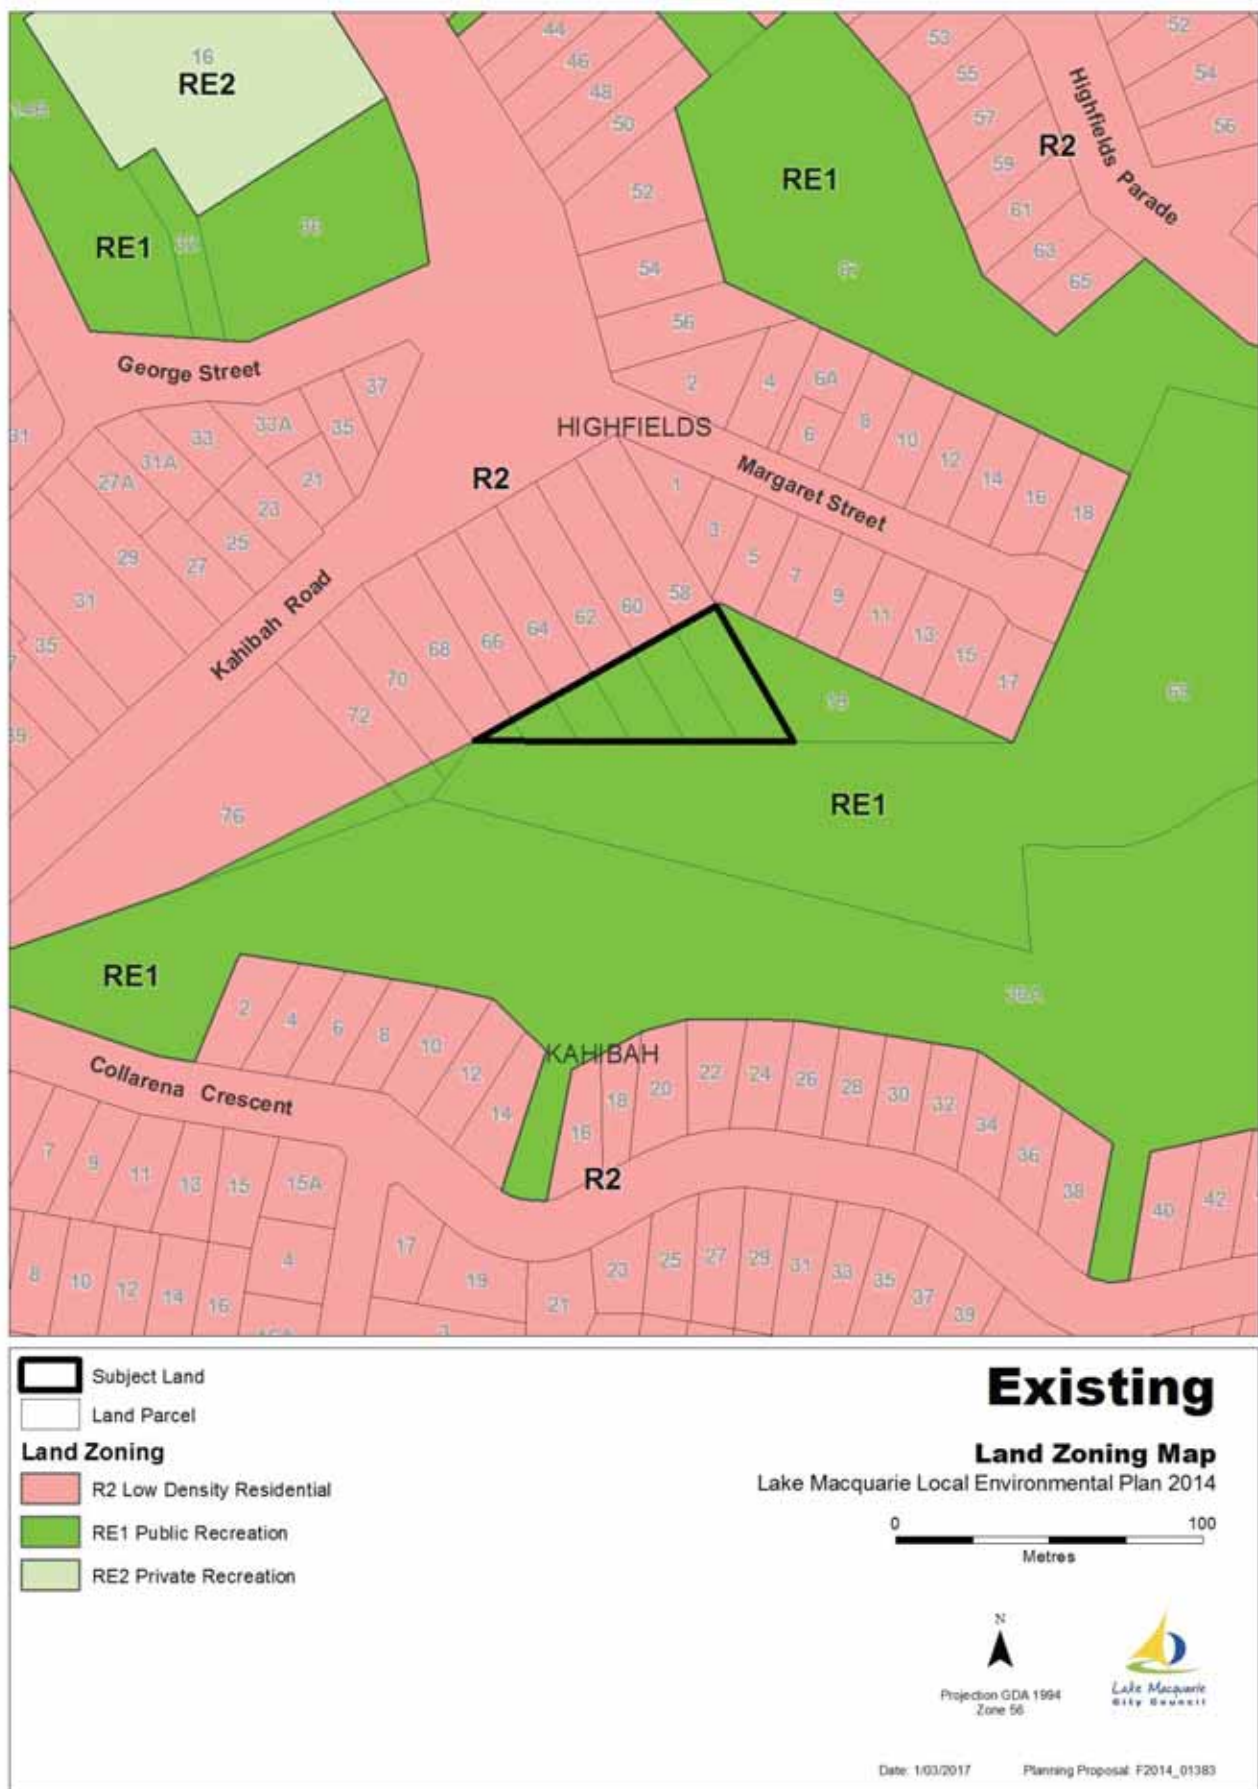 16
RE2
44
46
48
50
52
54
56
53
55
57
59
61
63
65
R2
Highfields Parade
52
54
56
RE1
36
RE1
George Street
37
35
33A
33
31A
27A
21
23
25
27
29
31
35
31
HIGHFIELDS
R2
2
4
6A
6
8
10
12
14
16
18
Margaret Street
1
3
5
7
9
11
13
15
17
19
Kahibah Road
58
60
62
64
66
68
70
72
76
RE1
RE1
36A
2
4
6
8
10
12
14
KAHIBAH
16
18
20
22
24
26
28
30
32
34
36
38
40
42
R2
Collarena Crescent
7
9
11
13
15
15A
4
8
10
12
14
16
17
19
21
23
25
27
29
31
33
35
37
39
Subject Land
Land Parcel
Land Zoning
R2 Low Density Residential
RE1 Public Recreation
RE2 Private Recreation
Existing
Land Zoning Map
Lake Macquarie Local Environmental Plan 2014
0 100
Metres
N
Projection GDA 1994
Zone 56
Lake Macquarie
City Council
Date: 1/03/2017 Planning Proposal: F2014_01383